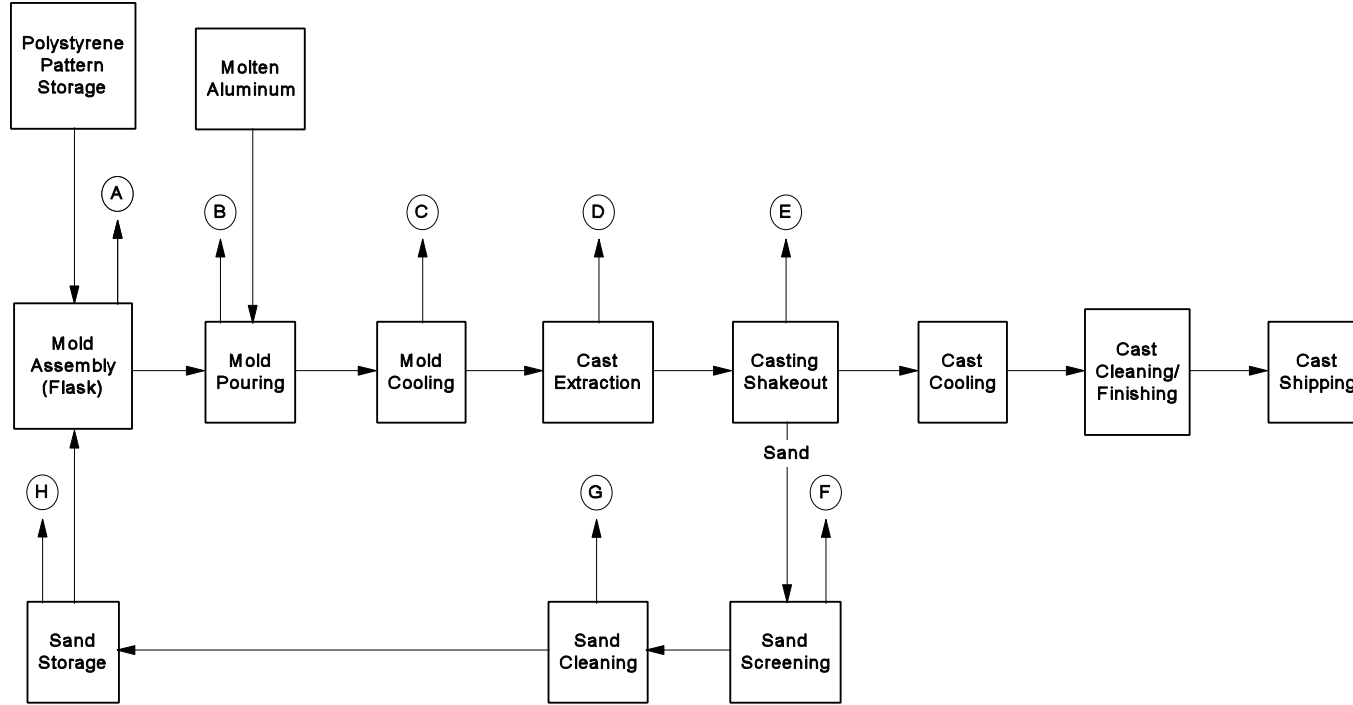 Polystyrene
Pattern
Storage
Molten
Aluminum
A
B
C
D
E
Mold
Assembly
(Flask)
Mold
Pouring
Mold
Cooling
Cast
Extraction
Casting
Shakeout
Cast
Cooling
Cast
Cleaning/
Finishing
Cast
Shipping
Sand
H
G
F
Sand
Storage
Sand
Cleaning
Sand
Screening